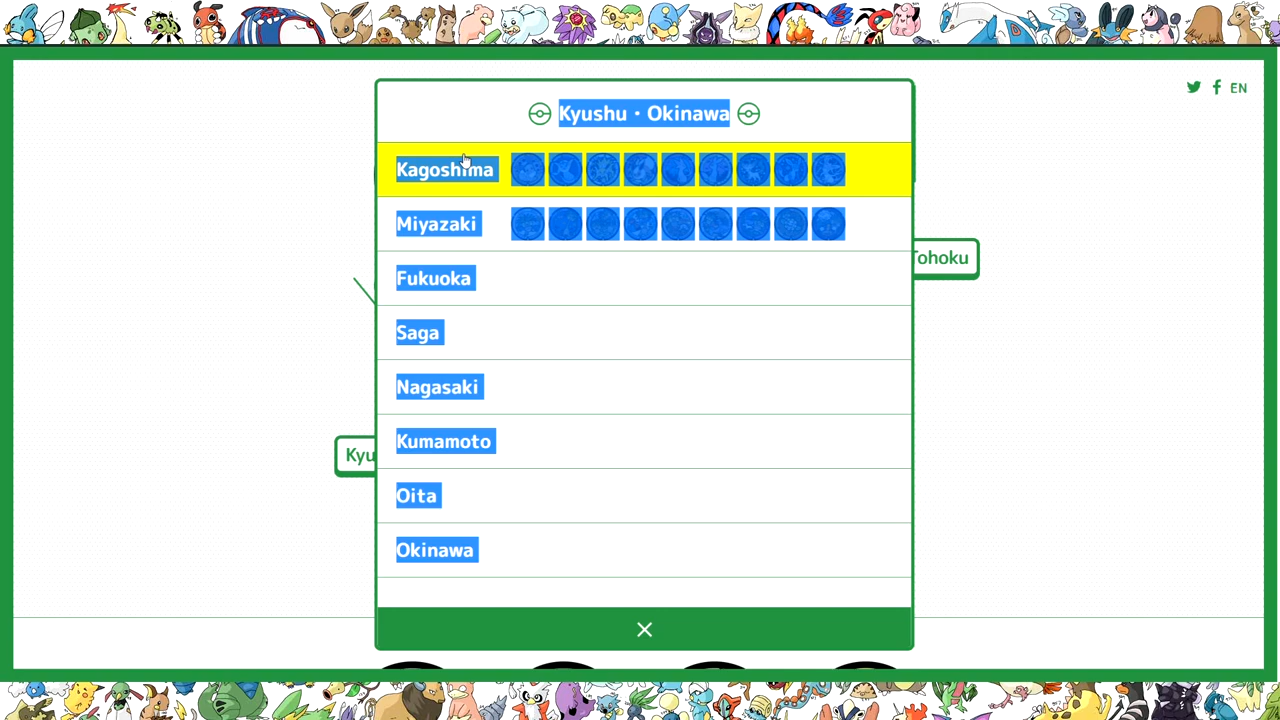 EN
Kyushu・Okinawa
Kagoshima
Miyazaki
Tohoku
Fukuoka
Saga
Nagasaki
Kumamoto
Kyu
Oita
Okinawa